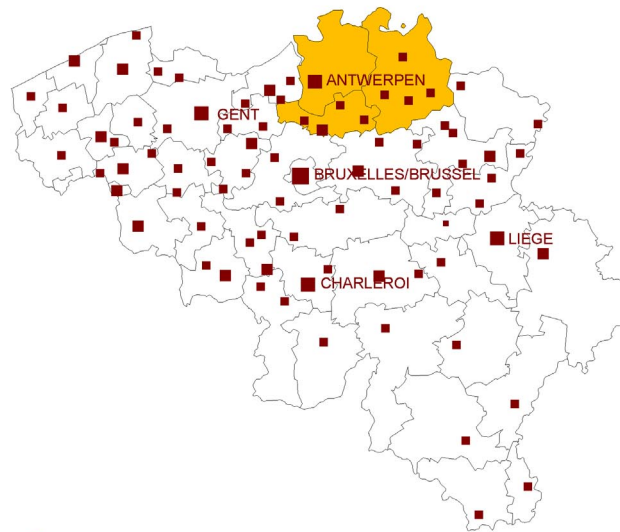 ANTWERPEN
GENT
BRUXELLES/BRUSSEL
LIEGE
CHARLEROI